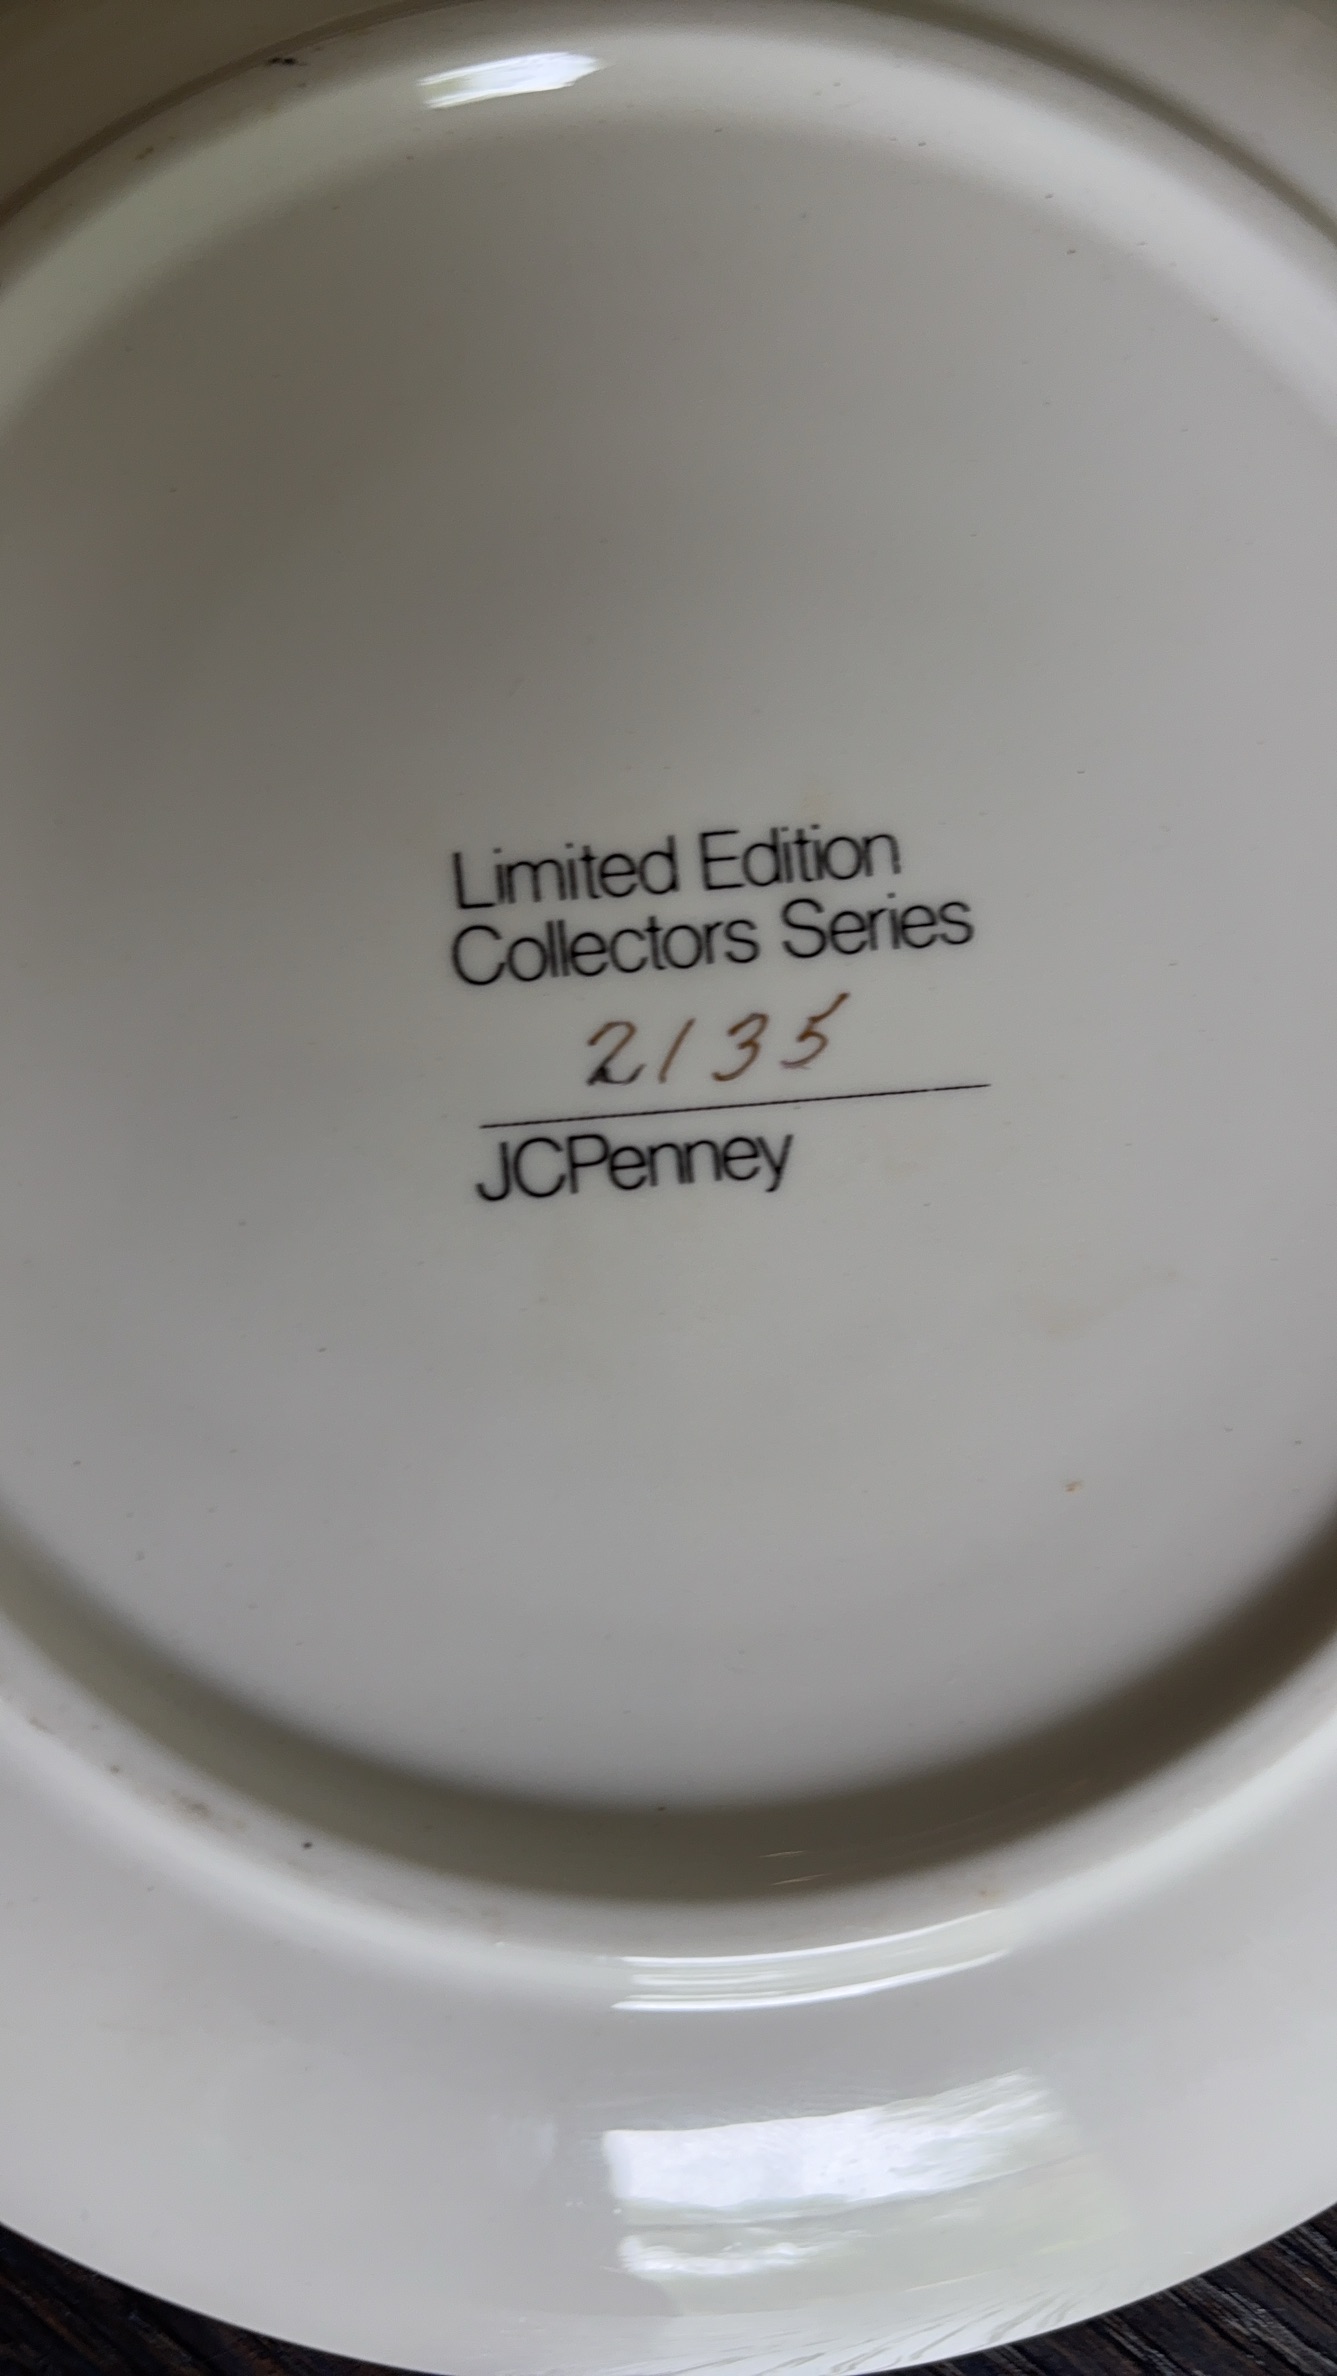 Limited Edition
Collectors Series
2135
JCPenney